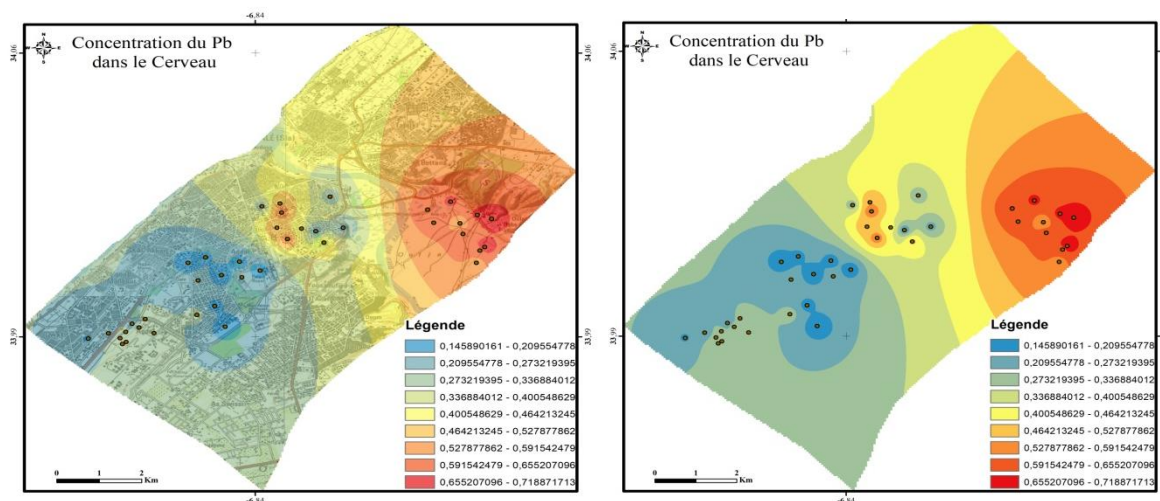 -6,84
34,06
Concentration du Pb
dans le Cerveau
33,99
Légende
0,145890161 - 0,209554778
0,209554778 - 0,273219395
0,273219395 - 0,336884012
0,336884012 - 0,400548629
0,400548629 - 0,464213245
0,464213245 - 0,527877862
0,527877862 - 0,591542479
0,591542479 - 0,655207096
0,655207096 - 0,718871713
0 1 2
Km
-6,84
-6,84
34,06
Concentration du Pb
dans le Cerveau
33,99
Légende
0,145890161 - 0,209554778
0,209554778 - 0,273219395
0,273219395 - 0,336884012
0,336884012 - 0,400548629
0,400548629 - 0,464213245
0,464213245 - 0,527877862
0,527877862 - 0,591542479
0,591542479 - 0,655207096
0,655207096 - 0,718871713
0 1 2
Km
-6,84